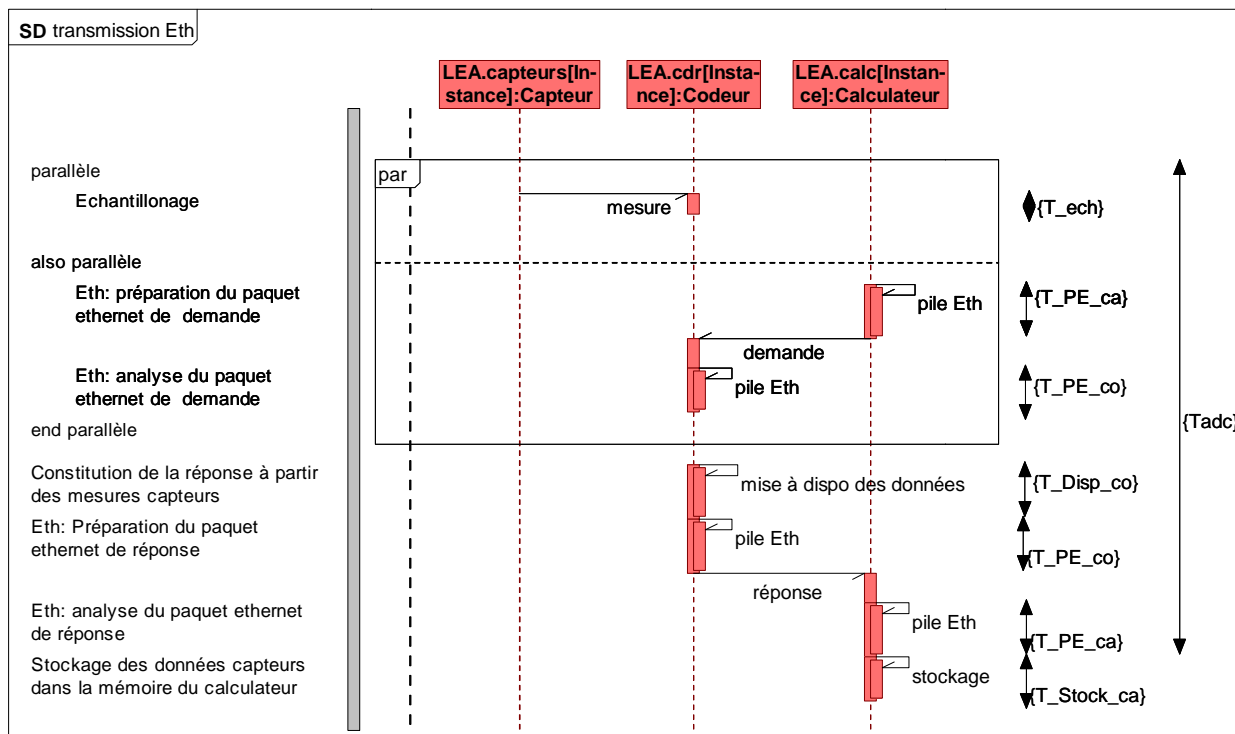 SD transmission Eth
LEA.capteurs[In-
stance]:Capteur
LEA.cdr[Insta-
nce]:Codeur
LEA.calc[Instan-
ce]:Calculateur
parallèle
par
Echantillonage
mesure
{T_ech}
also parallèle
Eth: préparation du paquet
ethernet de demande
pile Eth
{T_PE_ca}
demande
Eth: analyse du paquet
ethernet de demande
pile Eth
{T_PE_co}
end parallèle
{Tadc}
Constitution de la réponse à partir
des mesures capteurs
mise à dispo des données
{T_Disp_co}
Eth: Préparation du paquet
ethernet de réponse
pile Eth
{T_PE_co}
réponse
Eth: analyse du paquet ethernet
de réponse
pile Eth
{T_PE_ca}
Stockage des données capteurs
dans la mémoire du calculateur
stockage
{T_Stock_ca}